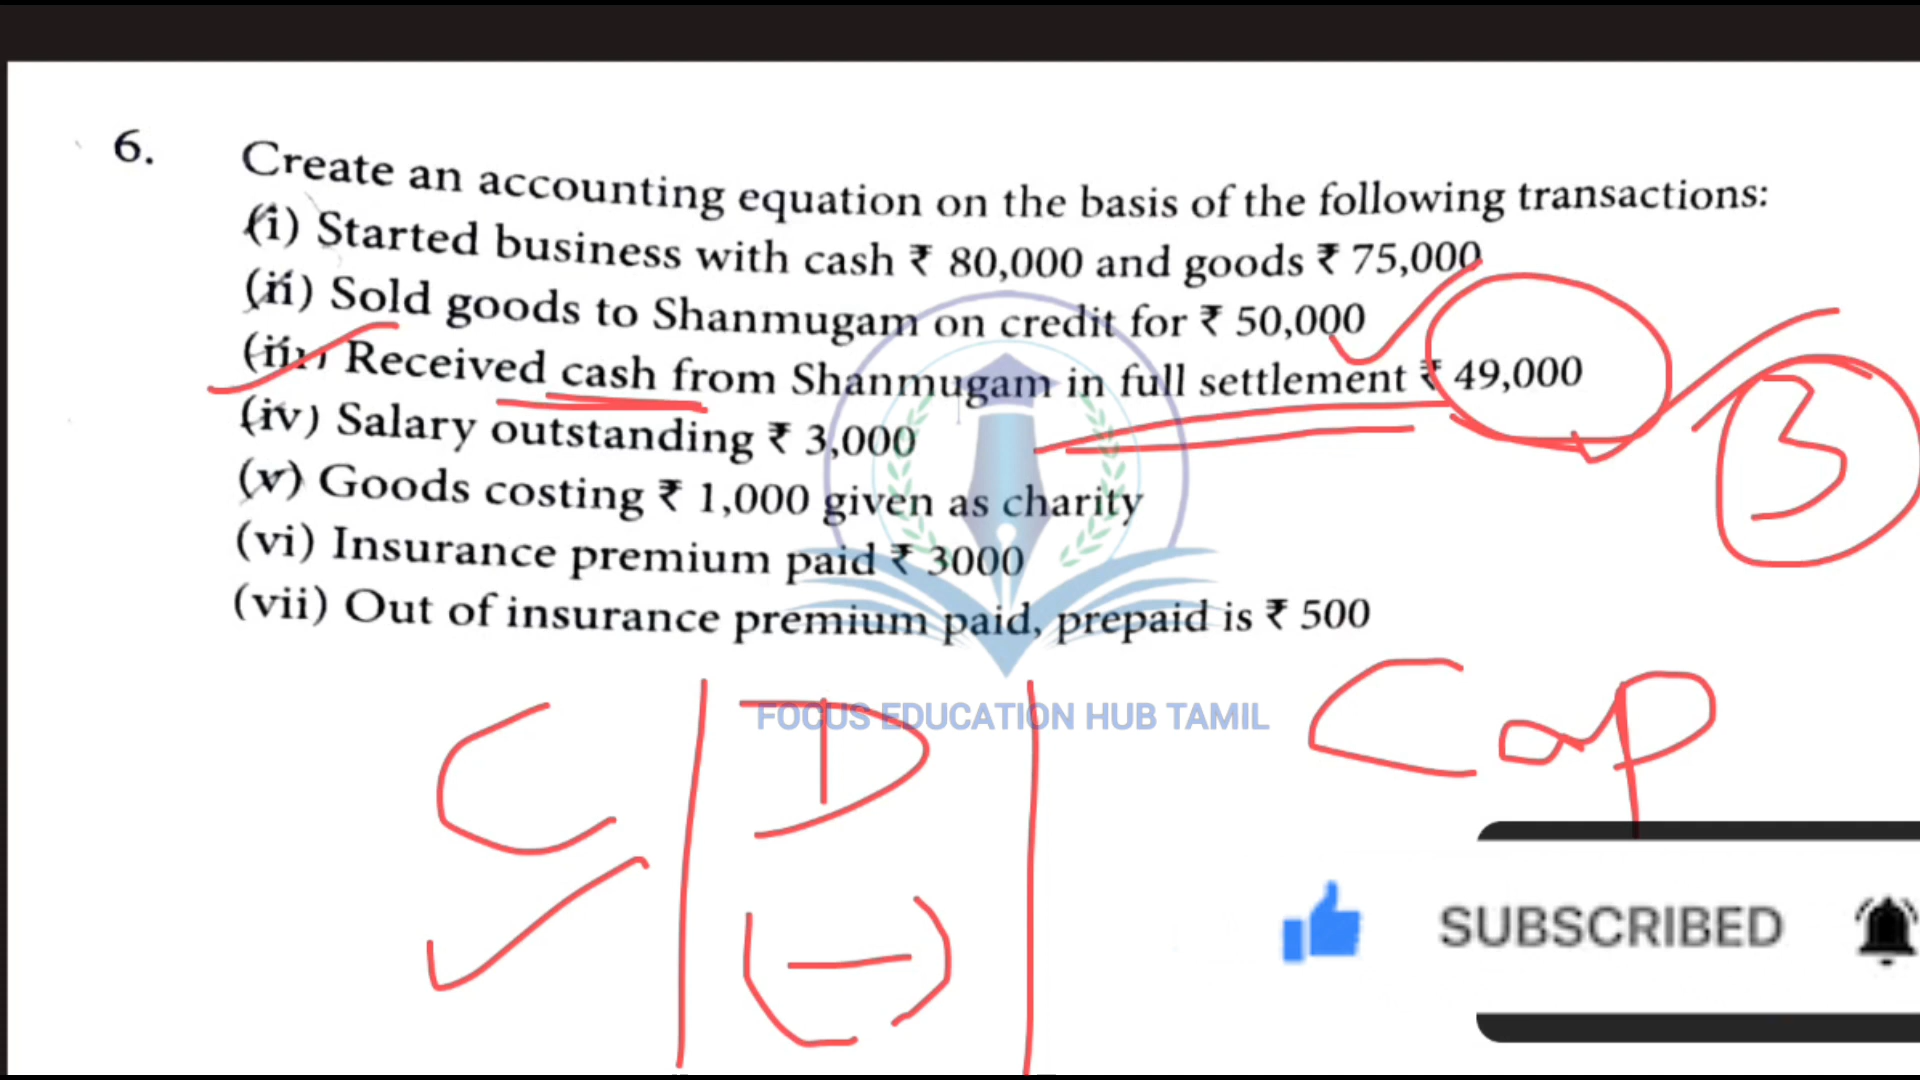 6. Create an accounting equation on the basis of the following transactions:
(i) Started business with cash ₹ 80,000 and goods ₹ 75,000
(ii) Sold goods to Shanmugam on credit for ₹ 50,000
(iii) Received cash from Shanmugam in full settlement ₹ 49,000
(iv) Salary outstanding ₹ 3,000
(v) Goods costing ₹ 1,000 given as charity
(vi) Insurance premium paid ₹ 3000
(vii) Out of insurance premium paid, prepaid is ₹ 500
3
FOCUS EDUCATION HUB TAMIL
C D Cap
(-)
SUBSCRIBED